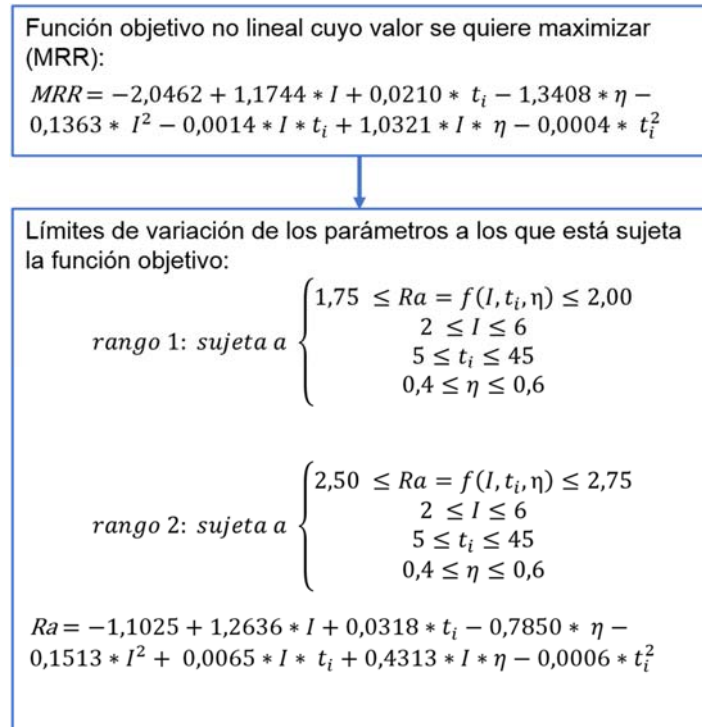 Función objetivo no lineal cuyo valor se quiere maximizar
(MRR):
MRR = −2,0462 + 1,1744 * I + 0,0210 * tᵢ − 1,3408 * η −
0,1363 * I² − 0,0014 * I * tᵢ + 1,0321 * I * η − 0,0004 * tᵢ²
Límites de variación de los parámetros a los que está sujeta
la función objetivo:
1,75 ≤ Ra = f(I, tᵢ, η) ≤ 2,00
rango 1: sujeta a { 2 ≤ I ≤ 6
5 ≤ tᵢ ≤ 45
0,4 ≤ η ≤ 0,6
2,50 ≤ Ra = f(I, tᵢ, η) ≤ 2,75
rango 2: sujeta a { 2 ≤ I ≤ 6
5 ≤ tᵢ ≤ 45
0,4 ≤ η ≤ 0,6
Ra = −1,1025 + 1,2636 * I + 0,0318 * tᵢ − 0,7850 * η −
0,1513 * I² + 0,0065 * I * tᵢ + 0,4313 * I * η − 0,0006 * tᵢ²